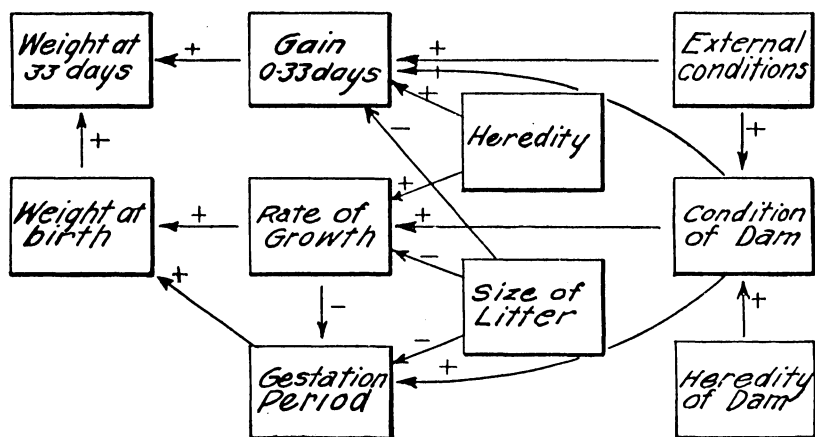 Weight at
33 days
+
Gain
0-33 days
+
+
+
-
External
conditions
+
Heredity
+
+
Weight at
birth
+
Rate of
Growth
+
-
Condition
of Dam
+
-
Size of
Litter
-
+
+
Gestation
Period
Heredity
of Dam